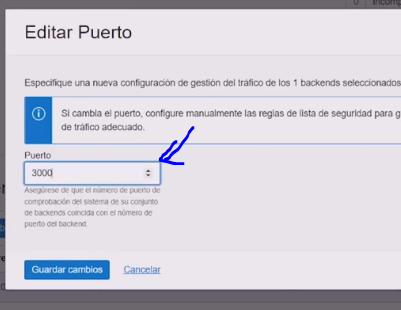 0 Incomp
Editar Puerto
Especifique una nueva configuración de gestión del tráfico de los 1 backends seleccionados
Si cambia el puerto, configure manualmente las reglas de lista de seguridad para g
de tráfico adecuado.
Puerto
3000
Asegúrese de que el número de puerto de
comprobación del sistema de su conjunto
de backends coincida con el número de
puerto del backend.
Guardar cambios
Cancelar